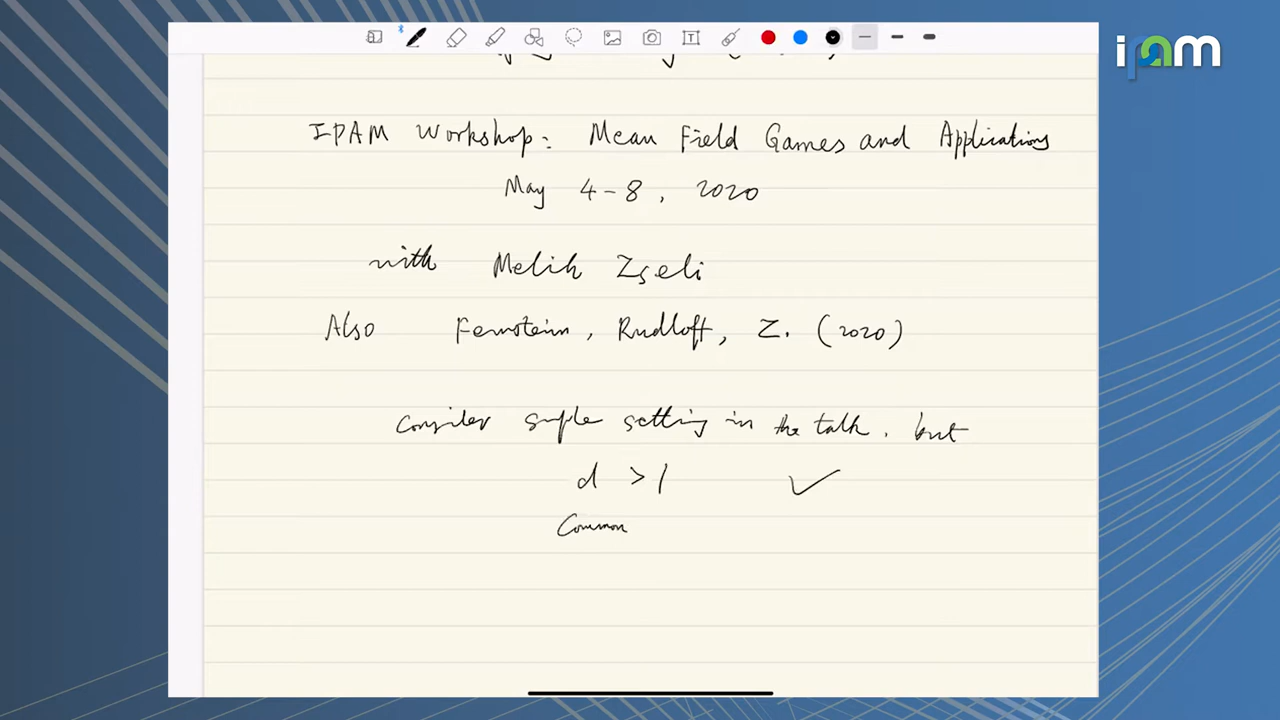 ipam
IPAM Workshop: Mean Field Games and Applications
May 4-8, 2020
with Melih
Also Feinstein, Rudloff, Z. (2020)
Consider simple setting in the talk, but
d > 1 ✓
Common